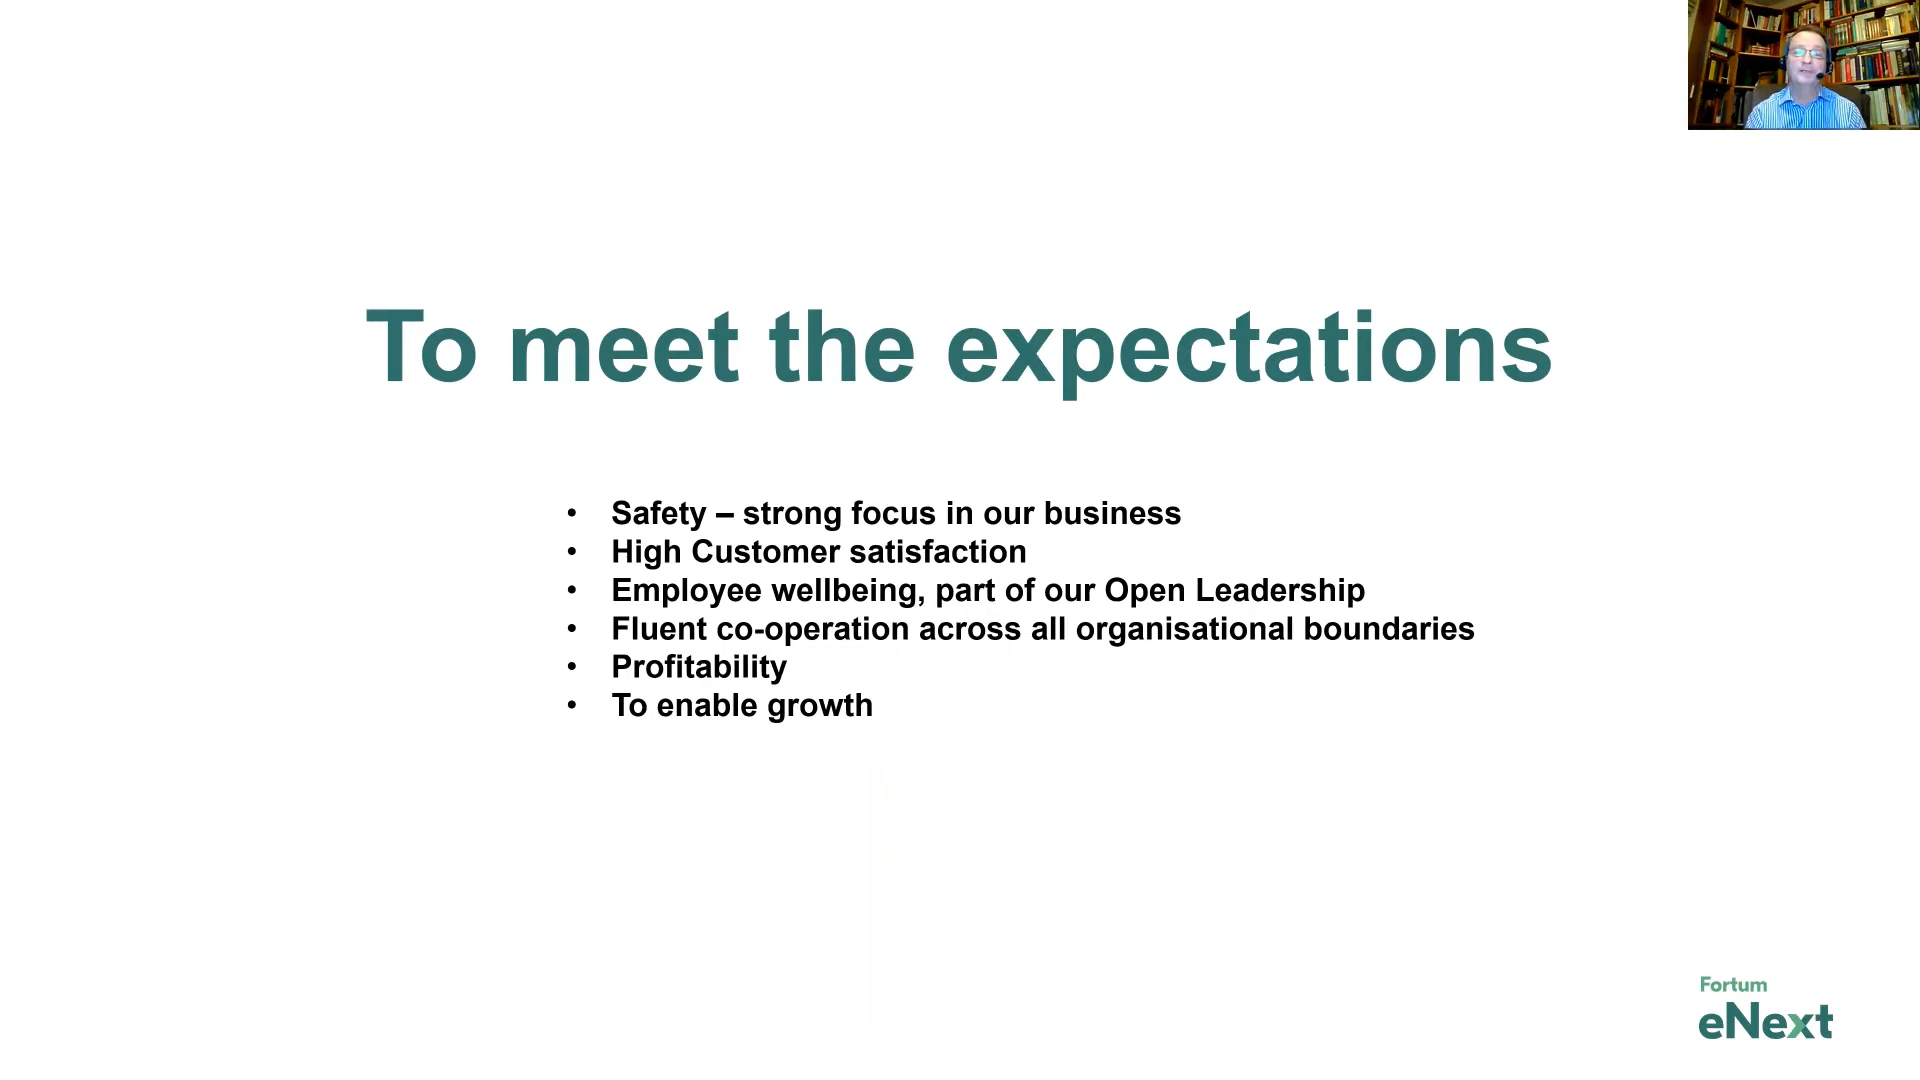 To meet the expectations
• Safety – strong focus in our business
• High Customer satisfaction
• Employee wellbeing, part of our Open Leadership
• Fluent co-operation across all organisational boundaries
• Profitability
• To enable growth
Fortum
eNext